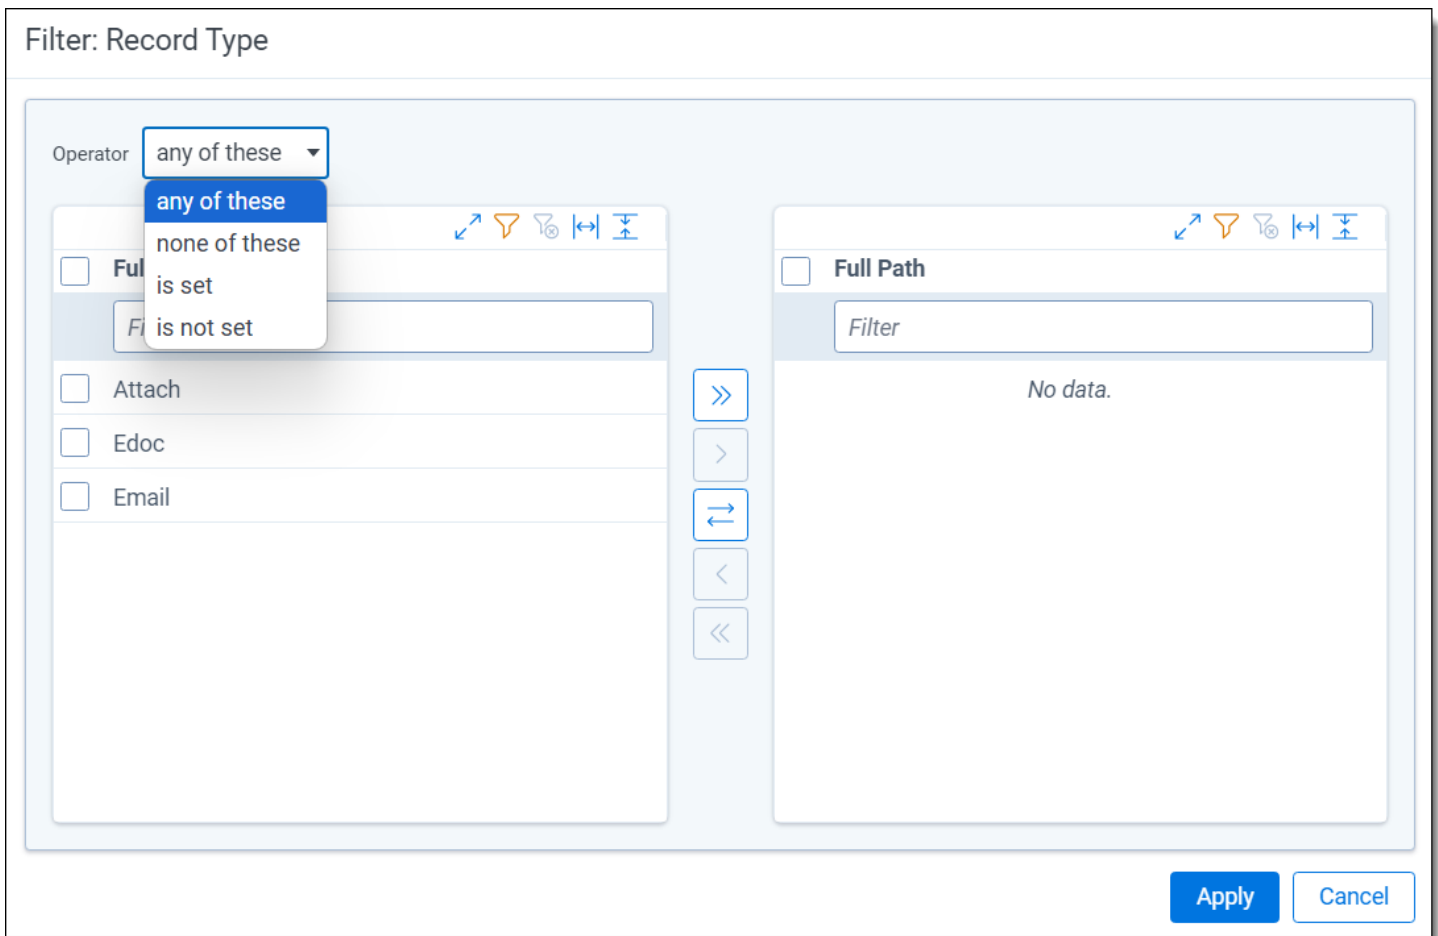 Filter: Record Type
Operator any of these
any of these
none of these
is set
is not set
Ful
Fi
Attach
Edoc
Email
Full Path
Filter
No data.
Apply Cancel